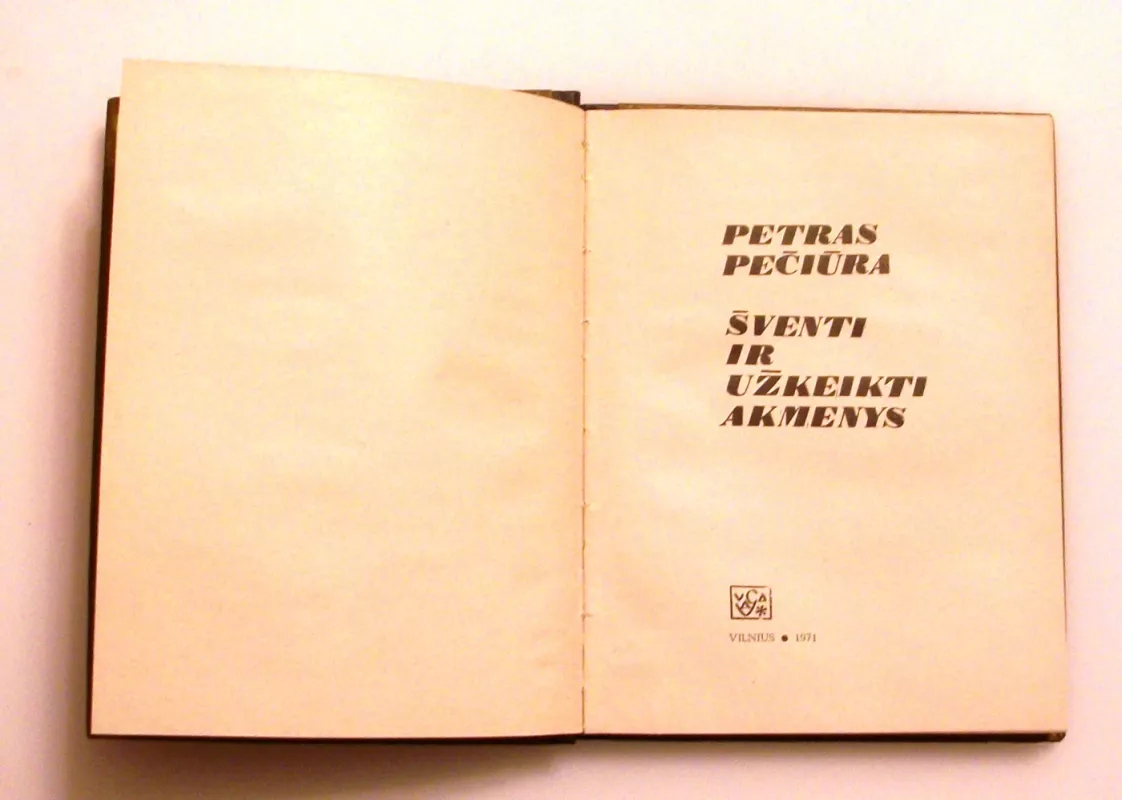 PETRAS
PEČIŪRA
ŠVENTI
IR
UŽKEIKTI
AKMENYS
VILNIUS ● 1971